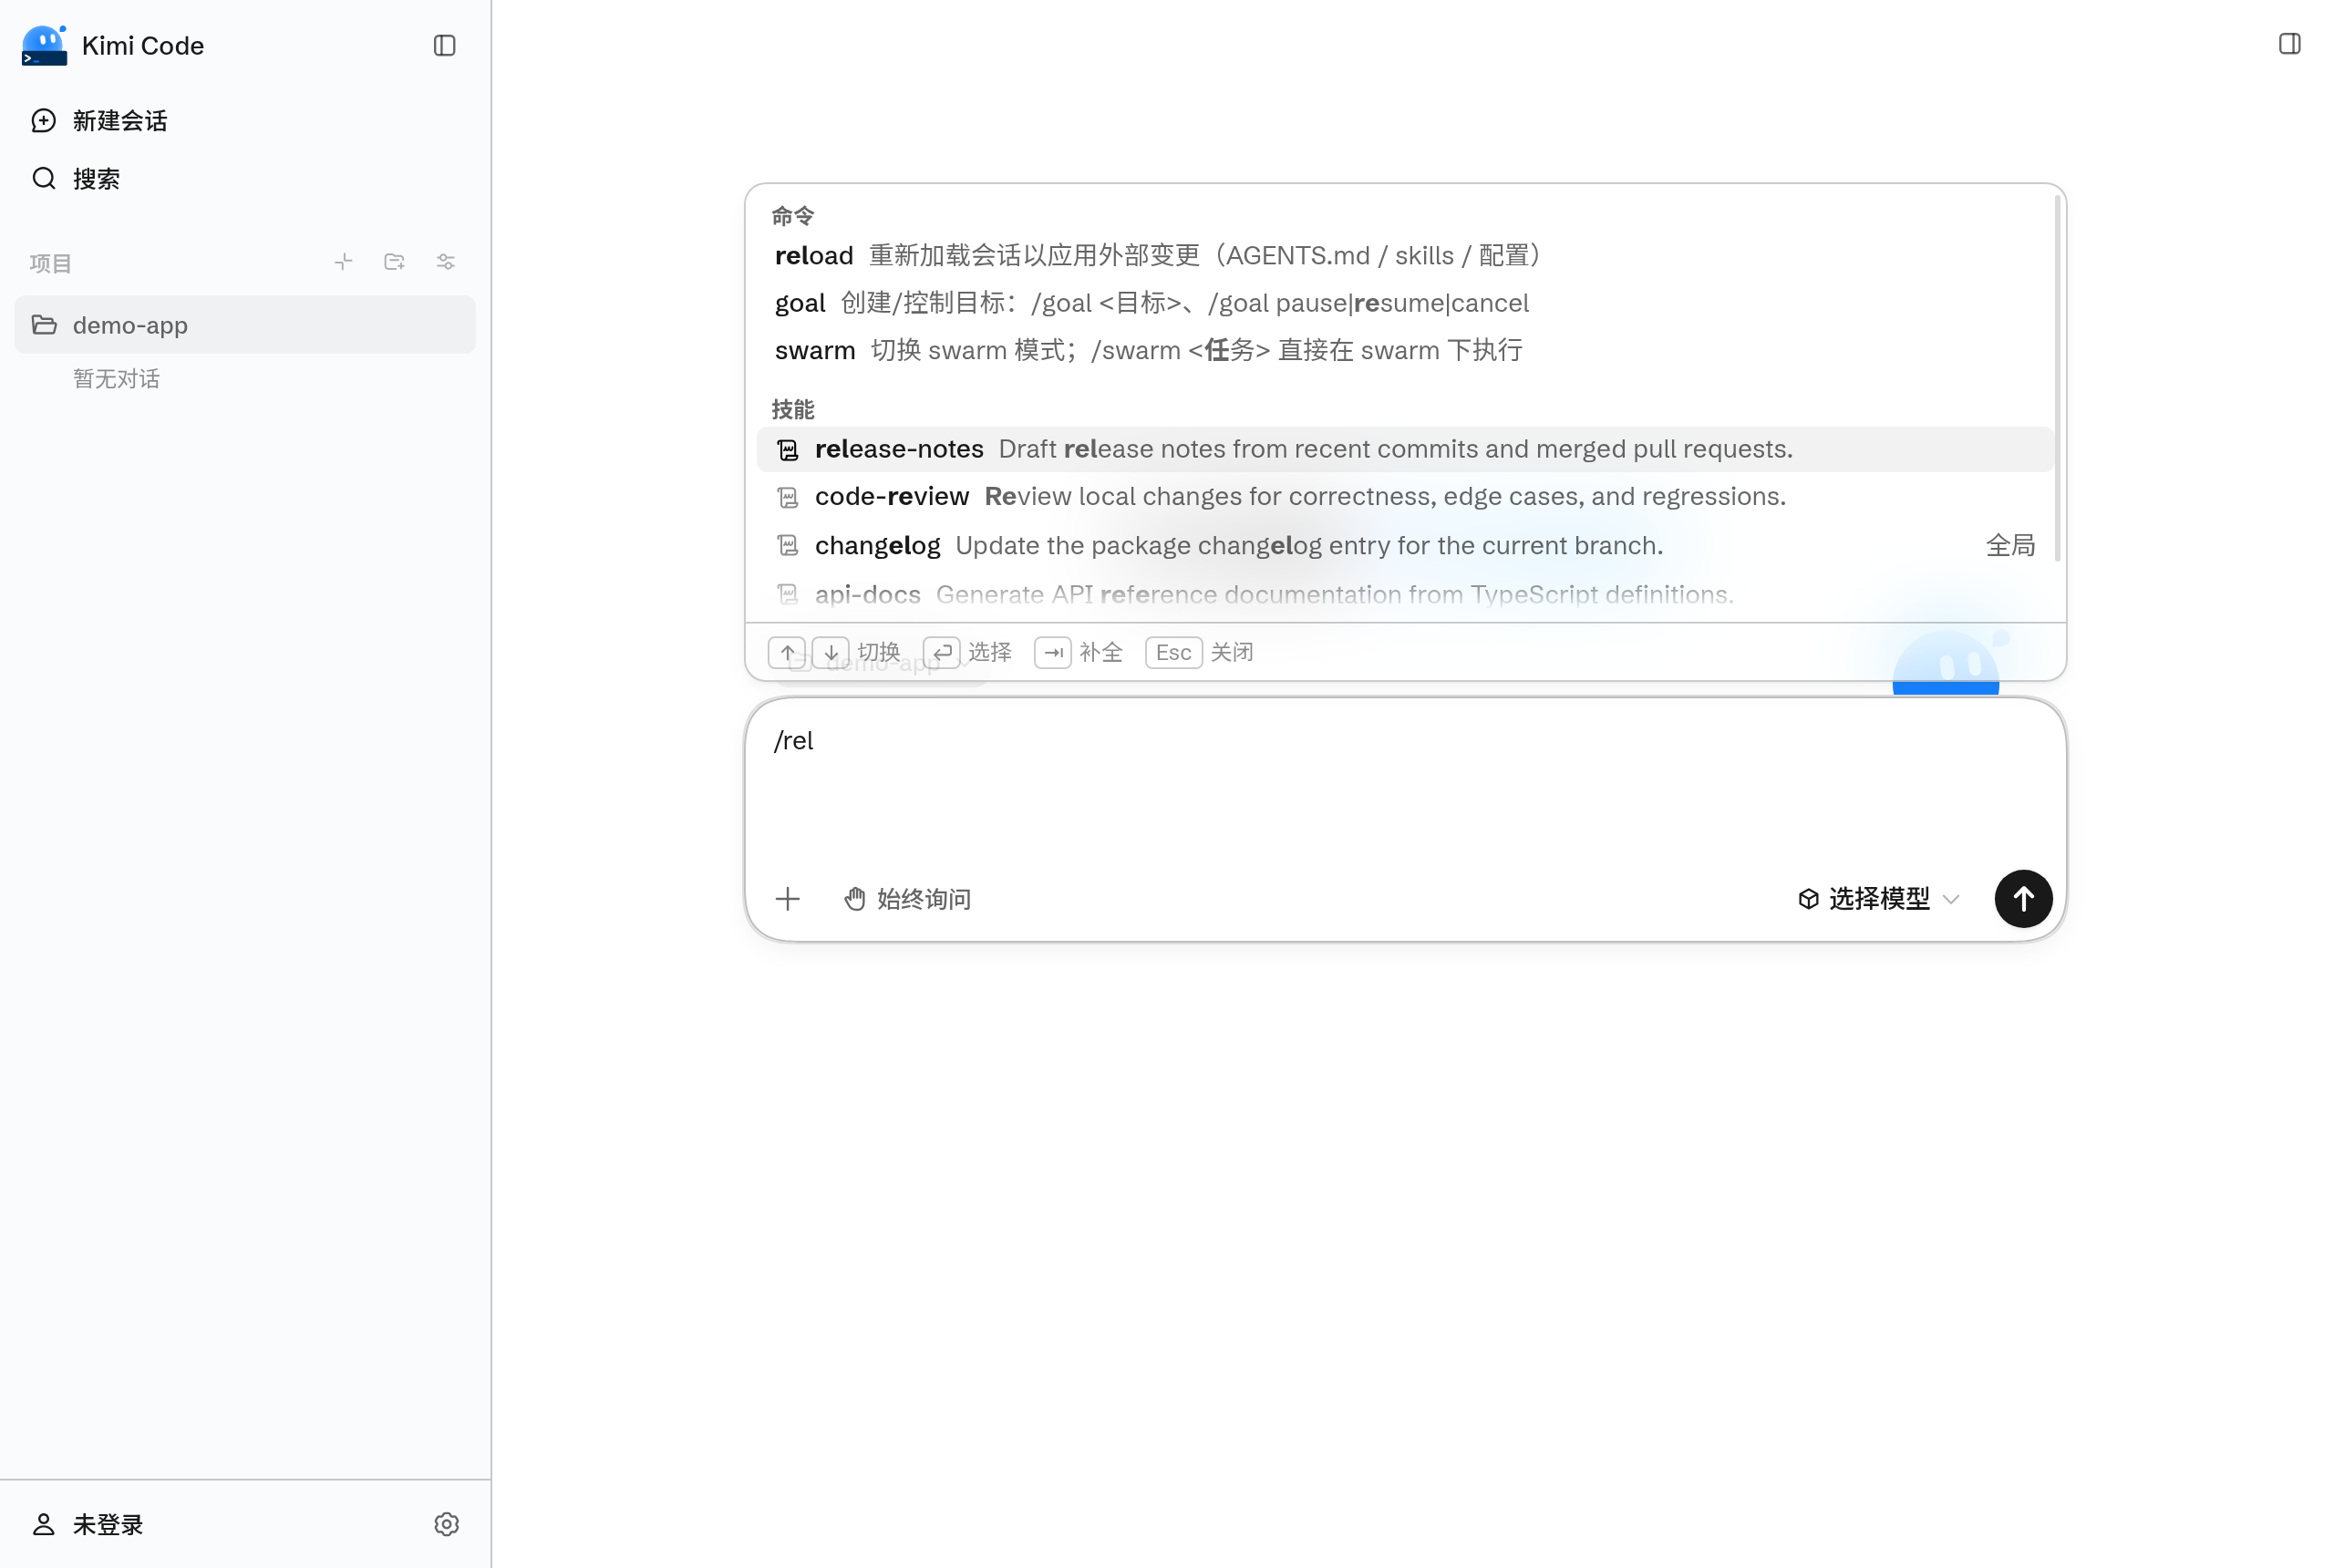 Kimi Code
新建会话
搜索
项目
demo-app
暂无对话
未登录
命令
reload 重新加载会话以应用外部变更（AGENTS.md / skills / 配置）
goal 创建/控制目标：/goal <目标>、/goal pause|resume|cancel
swarm 切换 swarm 模式；/swarm <任务> 直接在 swarm 下执行
技能
release-notes Draft release notes from recent commits and merged pull requests.
code-review Review local changes for correctness, edge cases, and regressions.
changelog Update the package changelog entry for the current branch. 全局
api-docs Generate API reference documentation from TypeScript definitions.
切换 选择 补全 Esc 关闭
demo-app
/rel
始终询问 选择模型